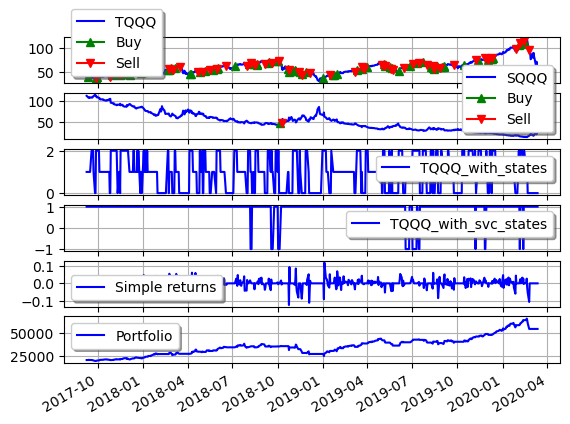 TQQQ
Buy
Sell
100
50
SQQQ
Buy
Sell
100
50
2
0
TQQQ_with_states
1
0
−1
TQQQ_with_svc_states
0.1
0.0
−0.1
Simple returns
50000
25000
Portfolio
2017-10
2018-01
2018-04
2018-07
2018-10
2019-01
2019-04
2019-07
2019-10
2020-01
2020-04